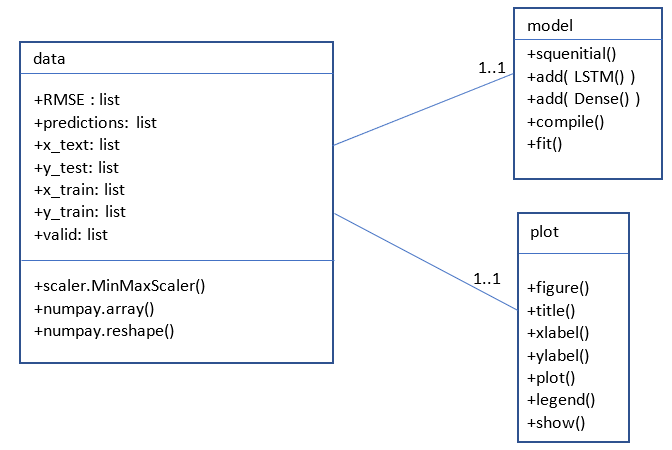 data
+RMSE : list
+predictions: list
+x_text: list
+y_test: list
+x_train: list
+y_train: list
+valid: list
+scaler.MinMaxScaler()
+numpay.array()
+numpay.reshape()
1..1
model
+squenitial()
+add( LSTM() )
+add( Dense() )
+compile()
+fit()
1..1
plot
+figure()
+title()
+xlabel()
+ylabel()
+plot()
+legend()
+show()